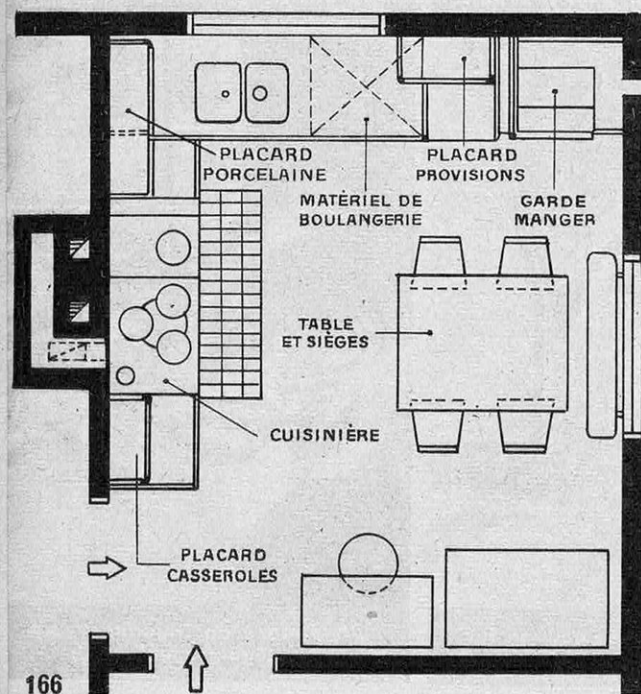 PLACARD
PORCELAINE
PLACARD
PROVISIONS
MATÉRIEL DE
BOULANGERIE
GARDE
MANGER
TABLE
ET SIÈGES
CUISINIÈRE
PLACARD
CASSEROLES
166